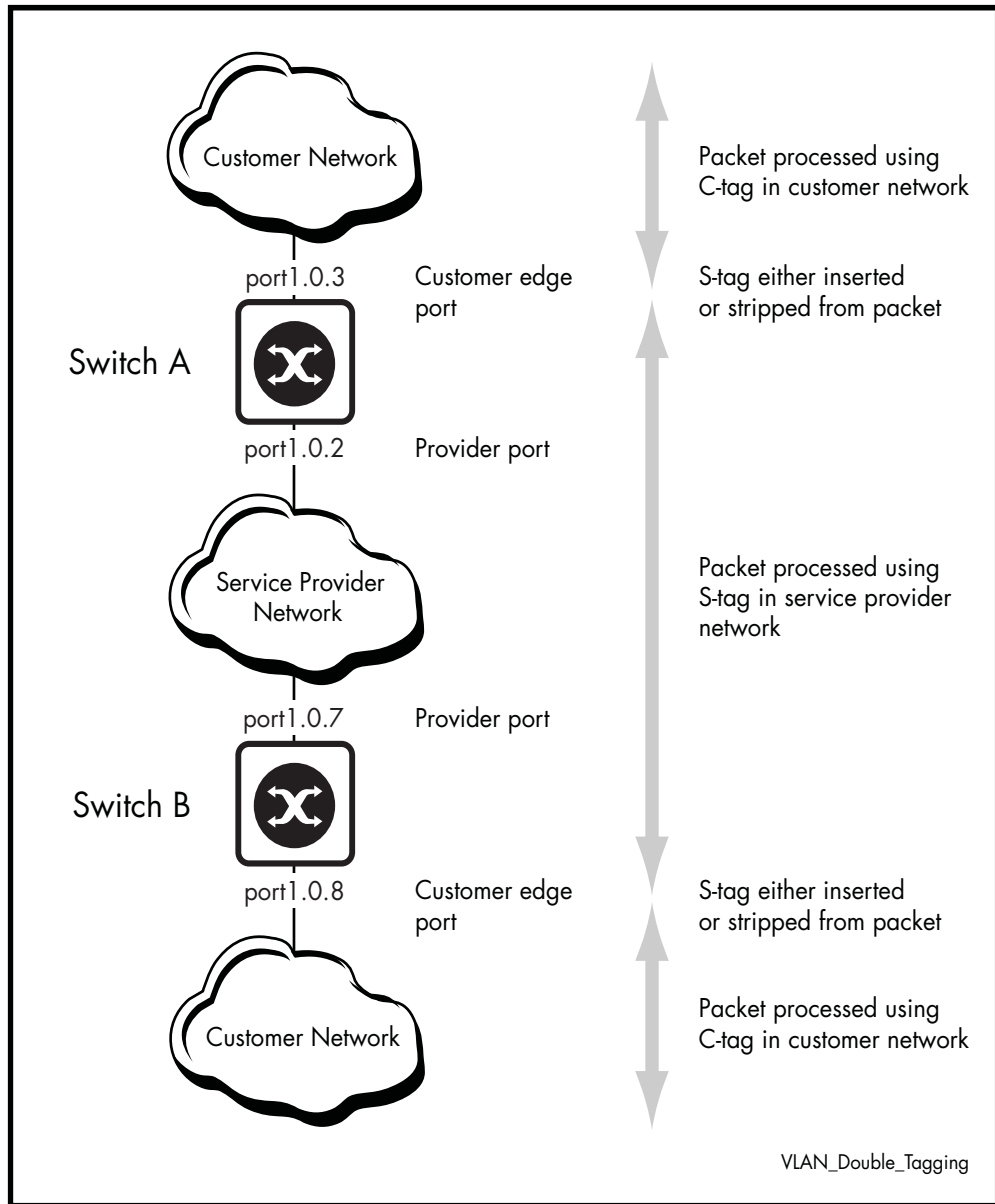 Customer Network
Packet processed using
C-tag in customer network
port1.0.3
Customer edge
port
S-tag either inserted
or stripped from packet
Switch A
port1.0.2
Provider port
Service Provider
Network
Packet processed using
S-tag in service provider
network
port1.0.7
Provider port
Switch B
port1.0.8
Customer edge
port
S-tag either inserted
or stripped from packet
Customer Network
Packet processed using
C-tag in customer network
VLAN_Double_Tagging